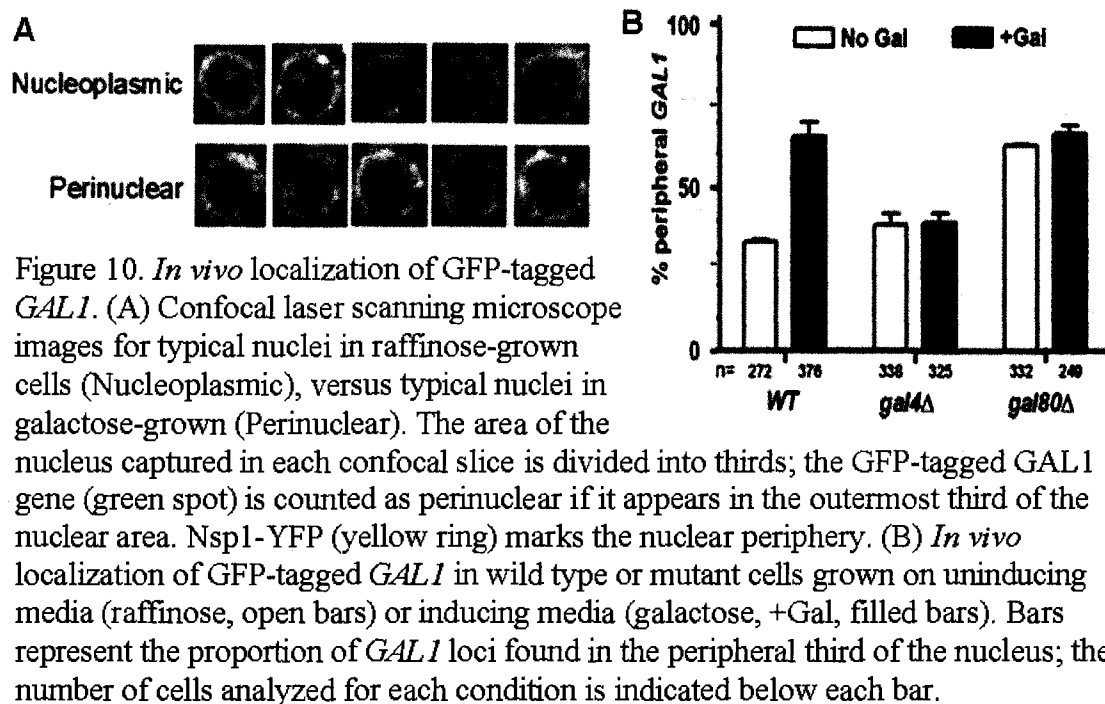 A
Nucleoplasmic
Perinuclear
B
100
50
0
% peripheral GAL1
No Gal
+Gal
n= 272 376 338 325 332 249
WT gal4Δ gal80Δ
Figure 10. In vivo localization of GFP-tagged
GAL1. (A) Confocal laser scanning microscope
images for typical nuclei in raffinose-grown
cells (Nucleoplasmic), versus typical nuclei in
galactose-grown (Perinuclear). The area of the
nucleus captured in each confocal slice is divided into thirds; the GFP-tagged GAL1
gene (green spot) is counted as perinuclear if it appears in the outermost third of the
nuclear area. Nsp1-YFP (yellow ring) marks the nuclear periphery. (B) In vivo
localization of GFP-tagged GAL1 in wild type or mutant cells grown on uninducing
media (raffinose, open bars) or inducing media (galactose, +Gal, filled bars). Bars
represent the proportion of GAL1 loci found in the peripheral third of the nucleus; the
number of cells analyzed for each condition is indicated below each bar.